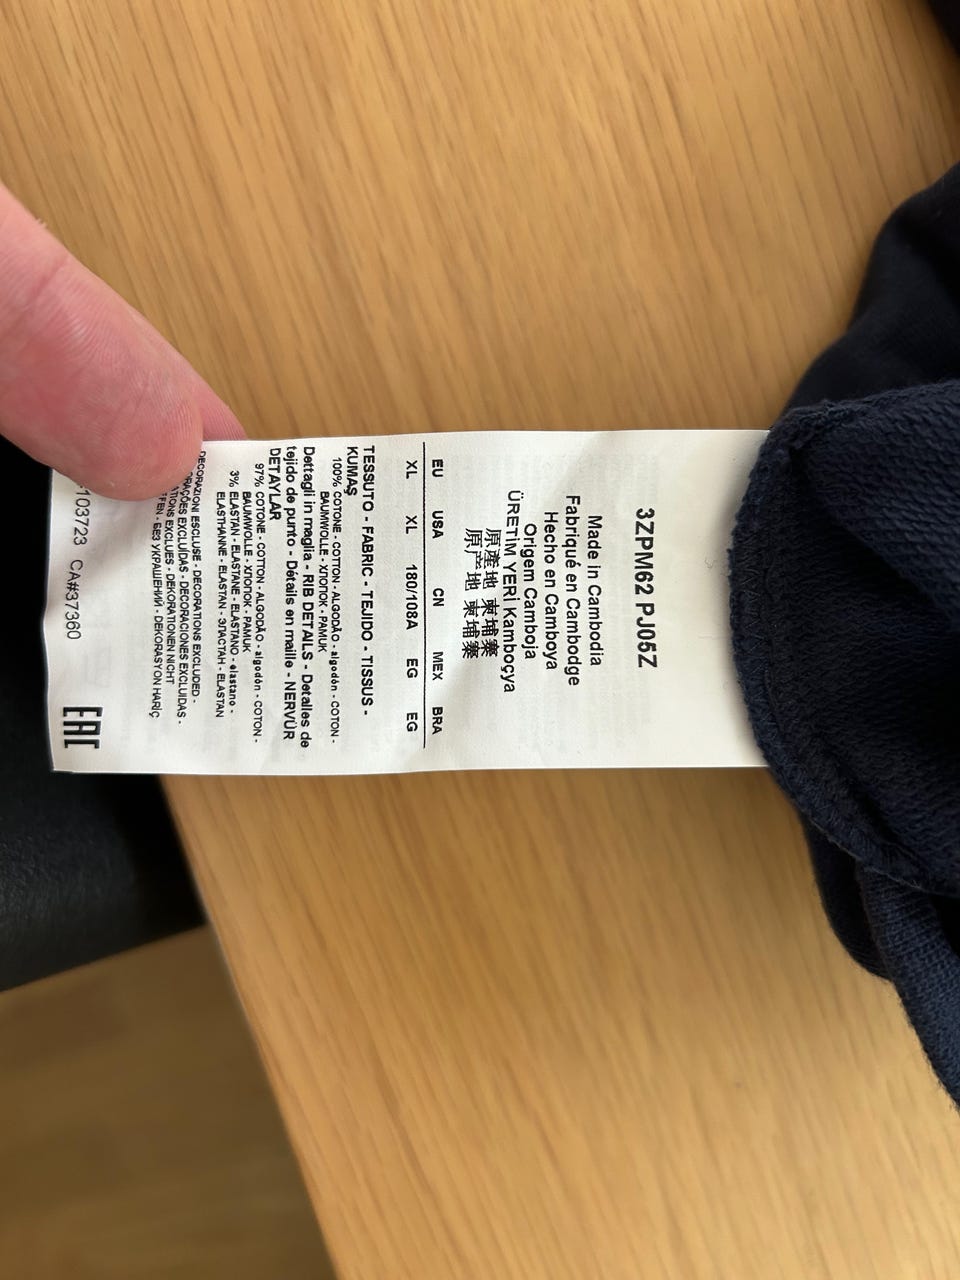 3ZPM62 PJ05Z
Made in Cambodia
Fabriqué en Cambodge
Hecho en Camboya
Origem Camboja
ÜRETİM YERİ Kamboçya
原產地 柬埔寨
原产地 柬埔寨
EU USA CN MEX BRA
XL XL 180/108A EG EG
TESSUTO - FABRIC - TEJIDO - TISSUS -
KUMAŞ
100% COTONE - COTTON - ALGODÃO - algodón - COTON -
BAUMWOLLE - ХЛОПОК - PAMUK
Dettagli in maglia - RIB DETAILS - Detalles de
tejido de punto - Détails en maille - NERVÜR
DETAYLAR
97% COTONE - COTTON - ALGODÃO - algodón - COTON -
BAUMWOLLE - ХЛОПОК - PAMUK
3% ELASTAN - ELASTANE - ELASTANO - elastano -
ELASTHANNE - ELASTAN - ЭЛАСТАН - ELASTAN
DECORAZIONI ESCLUSE - DECORATIONS EXCLUDED -
EXCLUÍDAS - DECORACIONES EXCLUIDAS -
EXCLUES - DEKORATIONEN NICHT
БЕЗ УКРАШЕНИЙ - DEKORASYON HARİÇ
103723 CA#37360
EAC